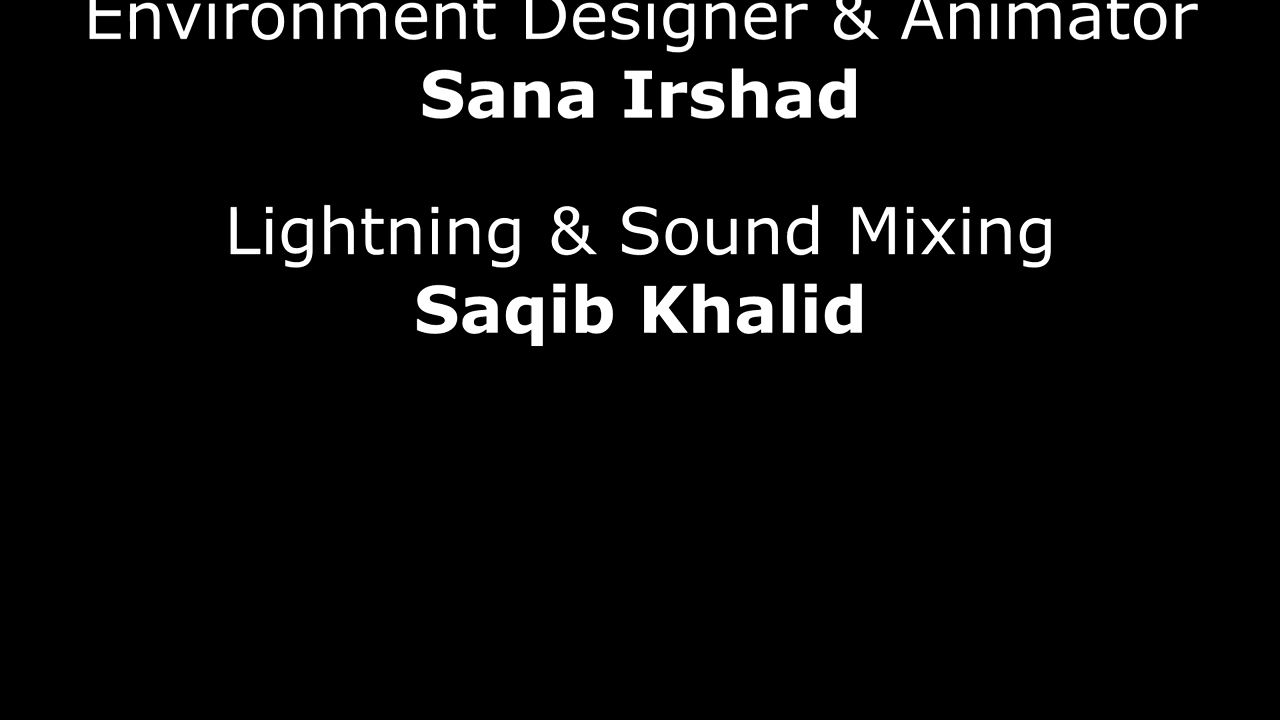 Environment Designer & Animator
Sana Irshad
Lightning & Sound Mixing
Saqib Khalid